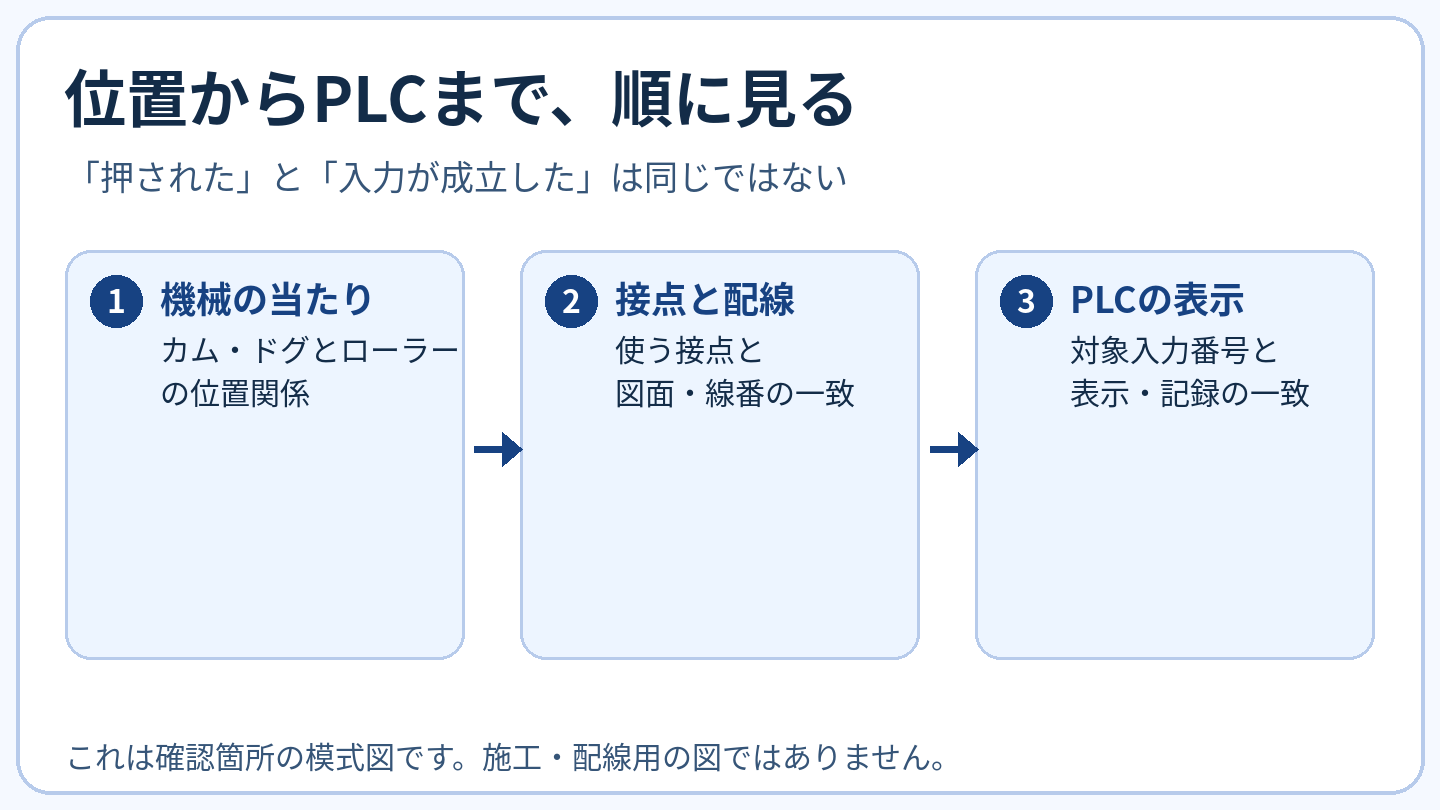 位置からPLCまで、順に見る
「押された」と「入力が成立した」は同じではない
1 機械の当たり
カム・ドグとローラー
の位置関係
2 接点と配線
使う接点と
図面・線番の一致
3 PLCの表示
対象入力番号と
表示・記録の一致
これは確認箇所の模式図です。施工・配線用の図ではありません。